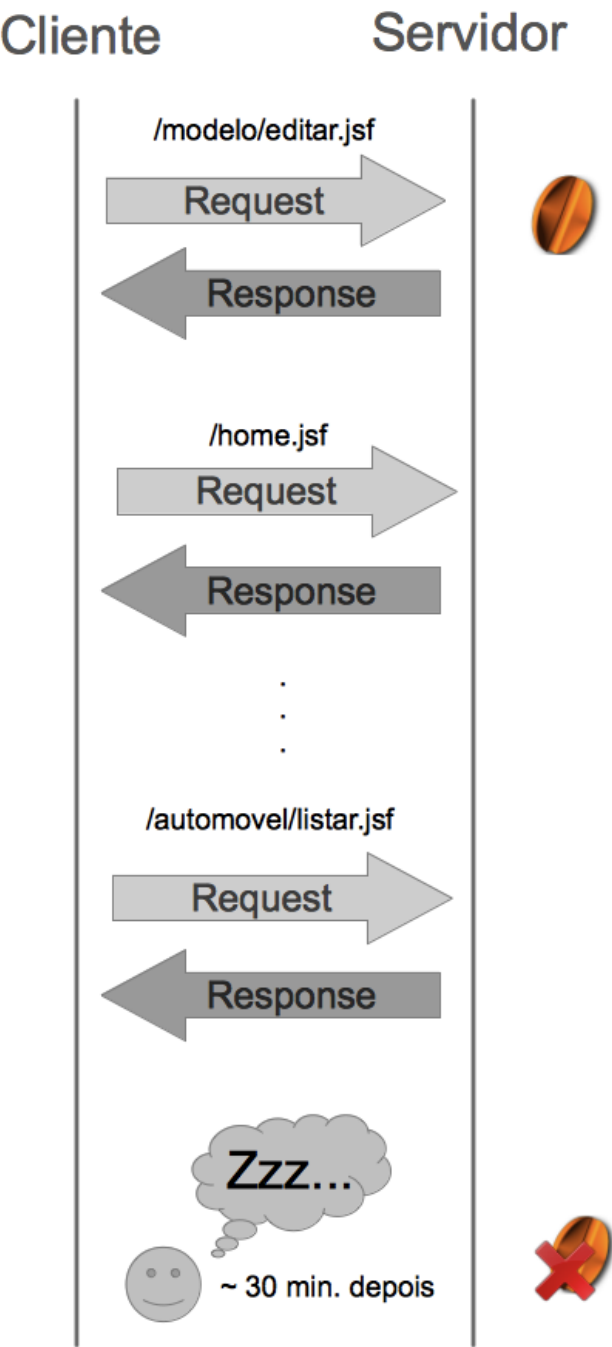 Cliente Servidor
/modelo/editar.jsf
Request
Response
/home.jsf
Request
Response
.
.
.
/automovel/listar.jsf
Request
Response
Zzz...
~ 30 min. depois